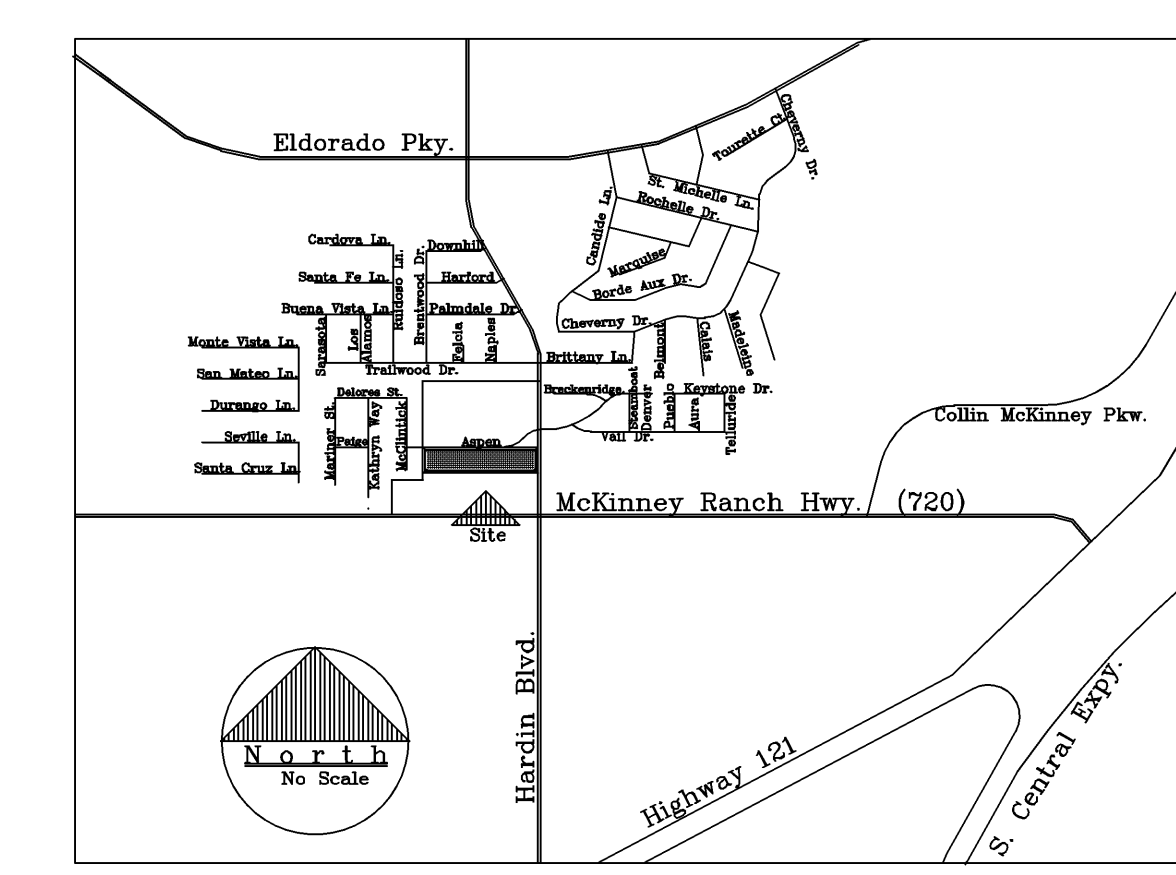 Eldorado Pky.
Cheverny Dr.
Tourette Ct.
St. Michelle Ln.
Rochelle Dr.
Candide Ln.
Marquise
Borde Aux Dr.
Cheverny Dr.
Cardova Ln.
Downhill
Santa Fe Ln.
Ruidoso Ln.
Brentwood Dr.
Harford
Buena Vista Ln.
Palmdale Dr.
Sarasota
Los
Alamos
Felcia
Naples
Monte Vista Ln.
Brittany Ln.
Belmont
Calais
Madeleine
Trailwood Dr.
San Mateo Ln.
Delores St.
Breckenridge.
Steamboat
Denver
Pueblo
Keystone Dr.
Aura
Telluride
Durango Ln.
Mariner St.
Kathryn Way
McClintick
Collin McKinney Pkw.
Seville Ln.
Paige
Aspen
Vail Dr.
Santa Cruz Ln
McKinney Ranch Hwy. (720)
Site
Hardin Blvd.
North
No Scale
Highway 121
S. Central Expy.